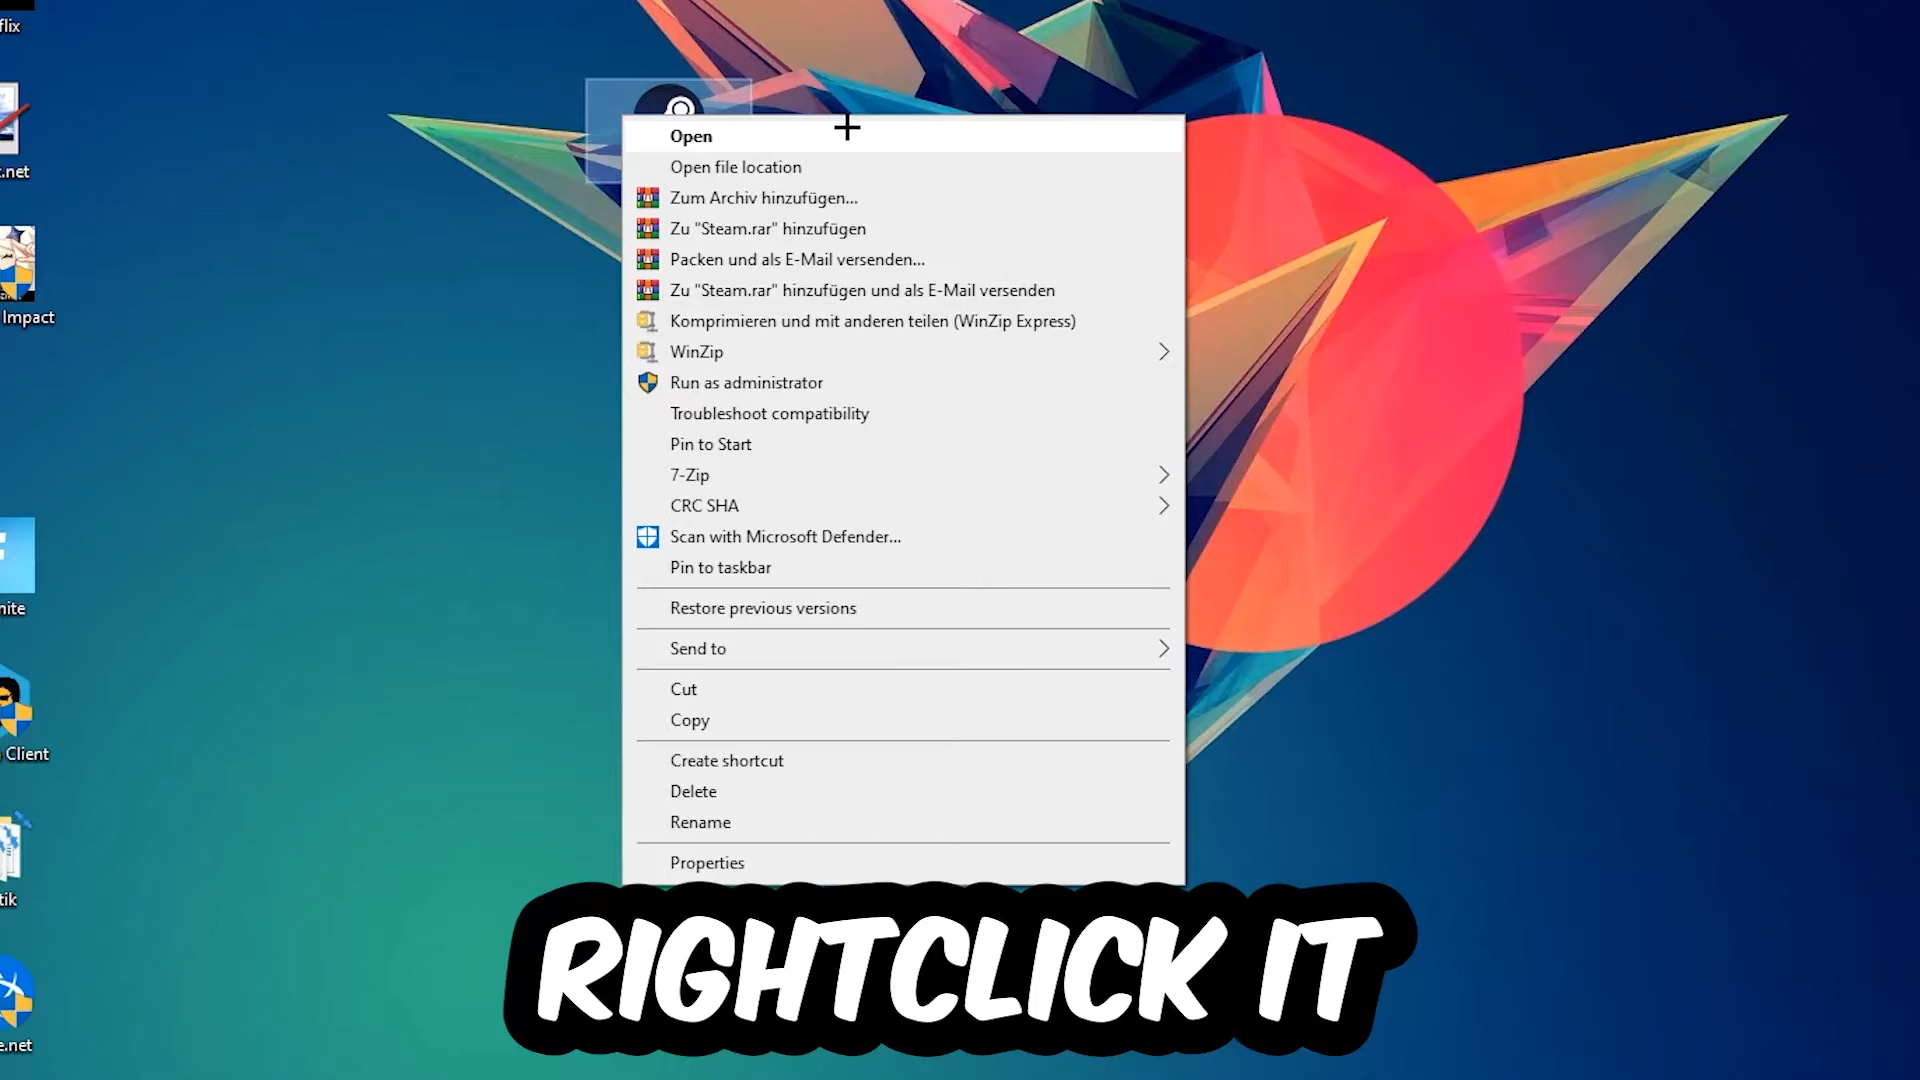 flix
.net
Impact
nite
Client
tik
e.net
Open
Open file location
Zum Archiv hinzufügen...
Zu "Steam.rar" hinzufügen
Packen und als E-Mail versenden...
Zu "Steam.rar" hinzufügen und als E-Mail versenden
Komprimieren und mit anderen teilen (WinZip Express)
WinZip
Run as administrator
Troubleshoot compatibility
Pin to Start
7-Zip
CRC SHA
Scan with Microsoft Defender...
Pin to taskbar
Restore previous versions
Send to
Cut
Copy
Create shortcut
Delete
Rename
Properties
RIGHTCLICK IT